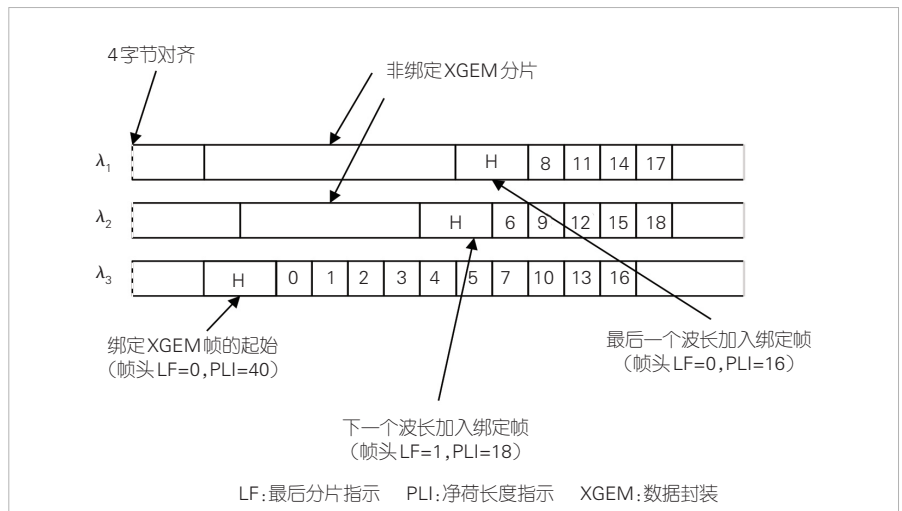 4字节对齐
非绑定XGEM分片
λ1 H 8 11 14 17
λ2 H 6 9 12 15 18
λ3 H 0 1 2 3 4 5 7 10 13 16
绑定XGEM帧的起始
(帧头LF=0,PLI=40)
最后一个波长加入绑定帧
(帧头LF=0,PLI=16)
下一个波长加入绑定帧
(帧头LF=1,PLI=18)
LF:最后分片指示 PLI:净荷长度指示 XGEM:数据封装